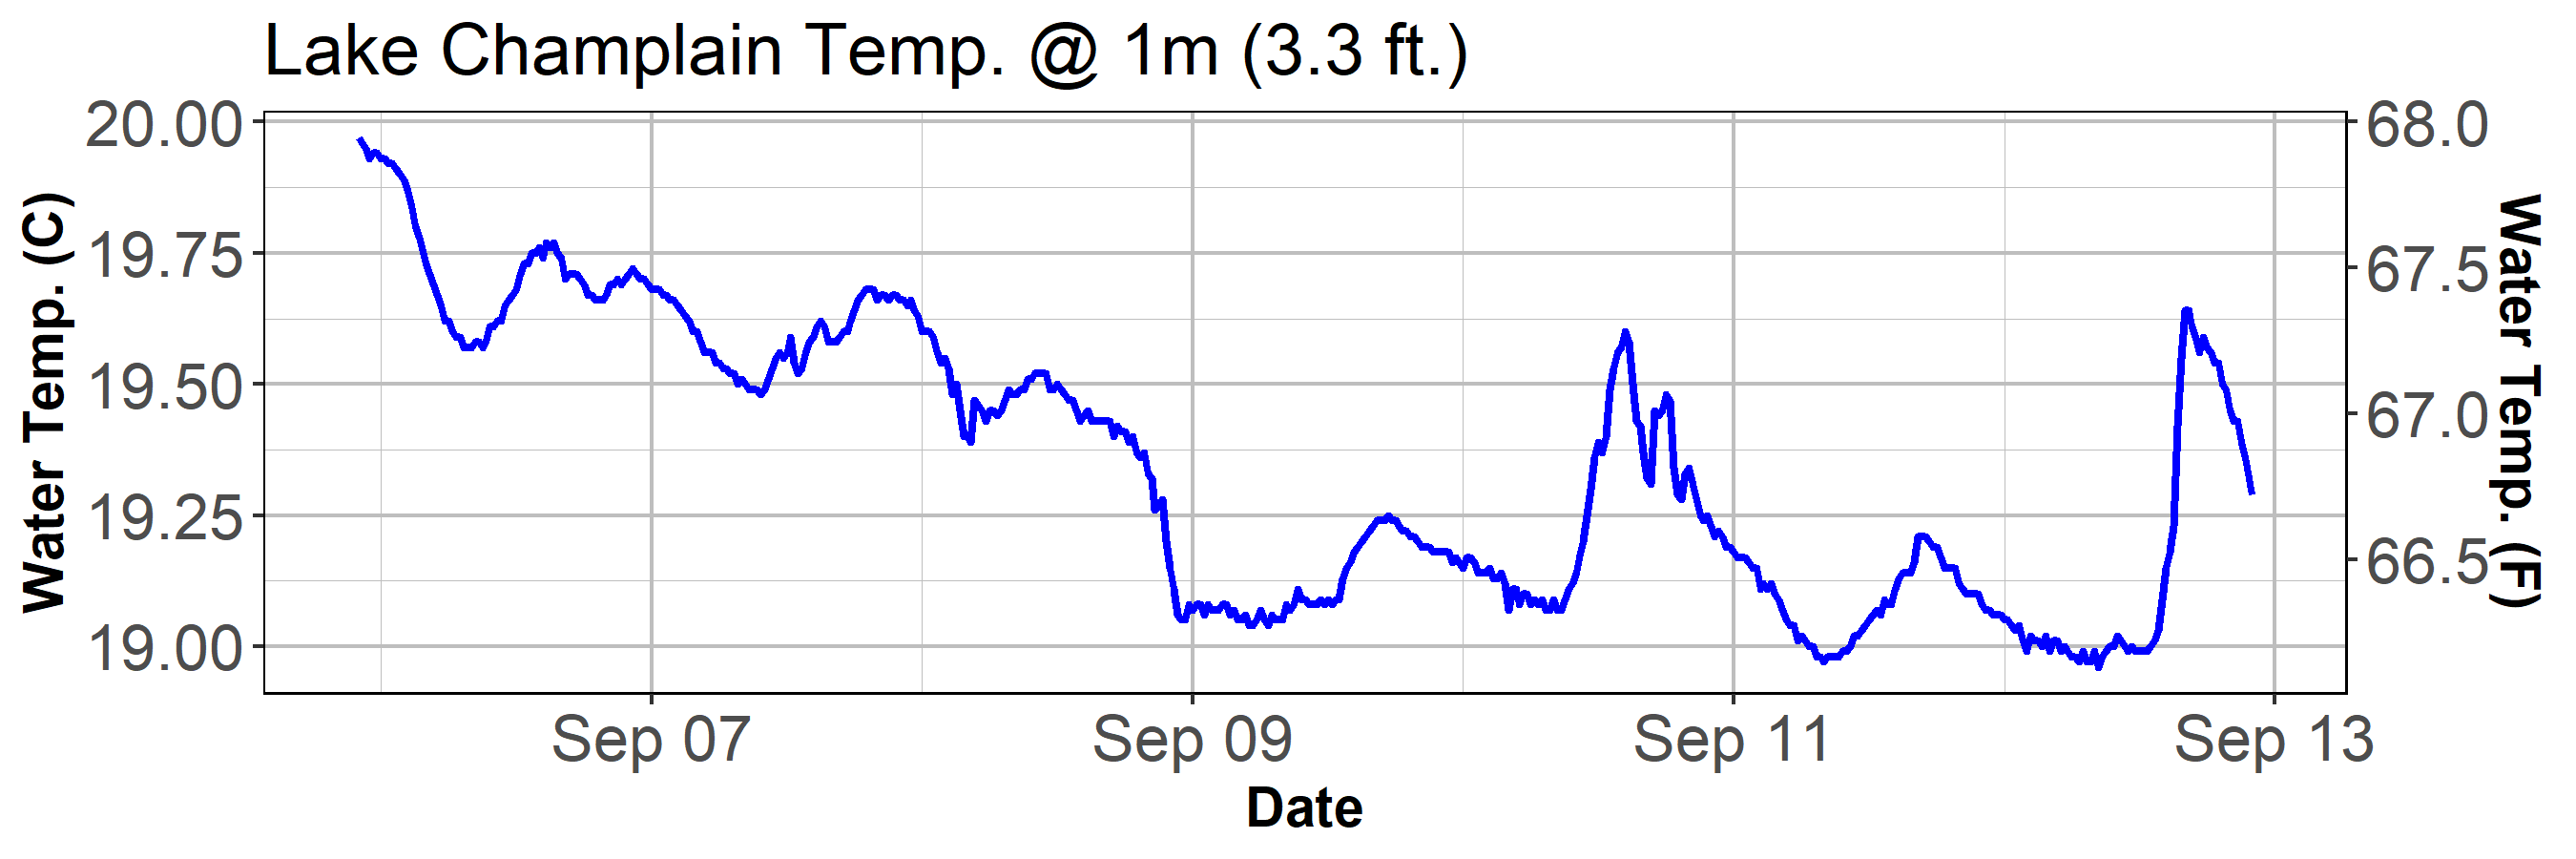 Lake Champlain Temp. @ 1m (3.3 ft.)
Water Temp. (C)
20.00
19.75
19.50
19.25
19.00
68.0
67.5
67.0
66.5
Water Temp. (F)
Sep 07
Sep 09
Sep 11
Sep 13
Date